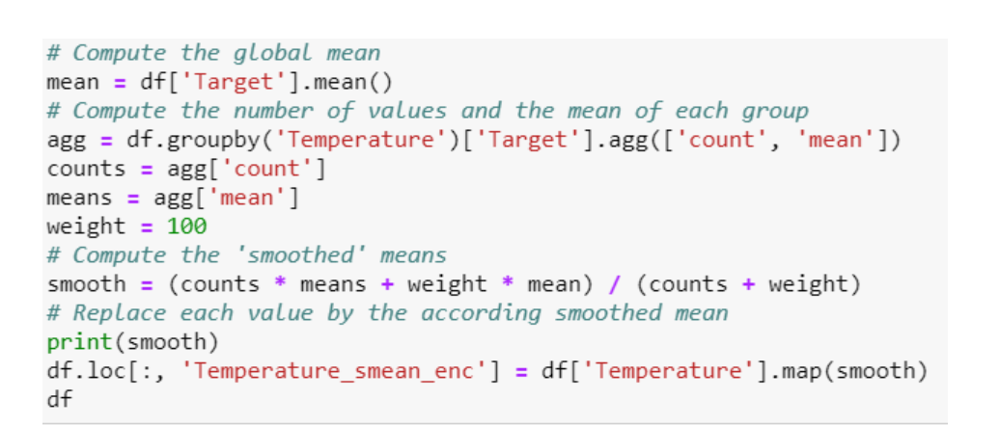 # Compute the global mean
mean = df['Target'].mean()
# Compute the number of values and the mean of each group
agg = df.groupby('Temperature')['Target'].agg(['count', 'mean'])
counts = agg['count']
means = agg['mean']
weight = 100
# Compute the 'smoothed' means
smooth = (counts * means + weight * mean) / (counts + weight)
# Replace each value by the according smoothed mean
print(smooth)
df.loc[:, 'Temperature_smean_enc'] = df['Temperature'].map(smooth)
df